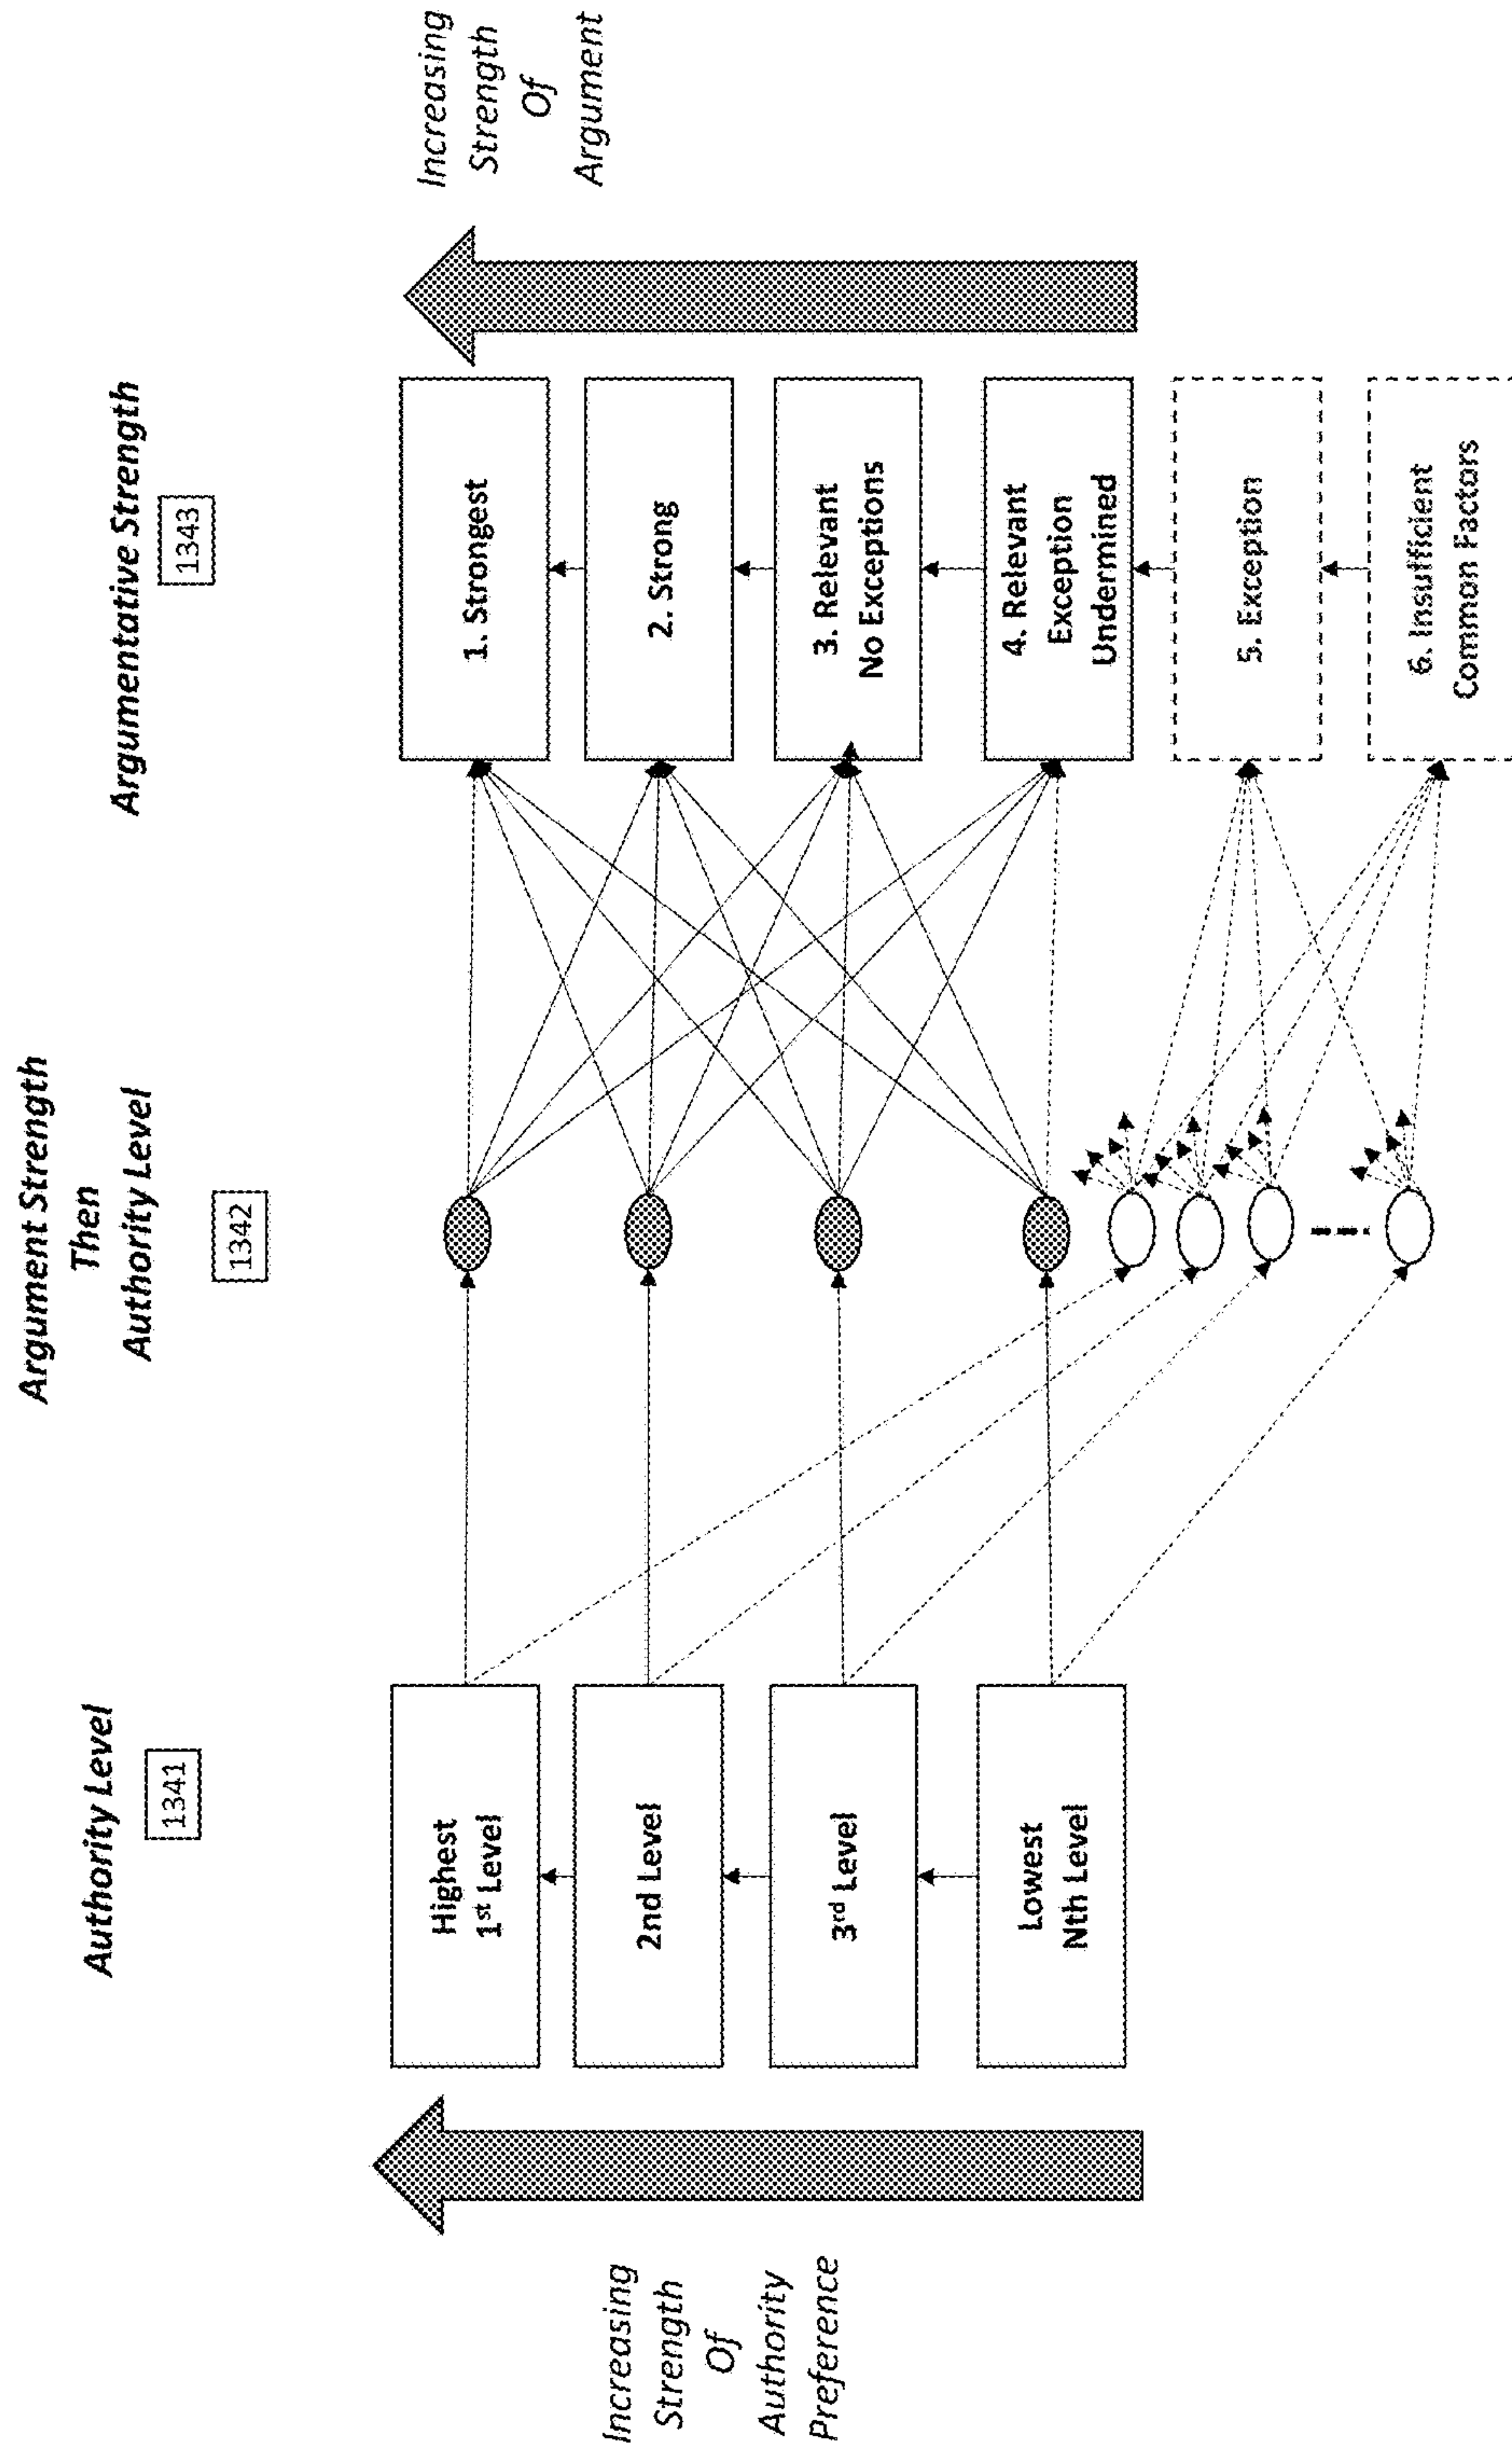 Argument Strength
Then
Authority Level
1342
Authority Level
1341
Argumentative Strength
1343
Increasing
Strength
Of
Authority
Preference
Highest
1st Level
2nd Level
3rd Level
Lowest
Nth Level
1. Strongest
2. Strong
3. Relevant
No Exceptions
4. Relevant
Exception
Undermined
5. Exception
6. Insufficient
Common Factors
Increasing
Strength
Of
Argument